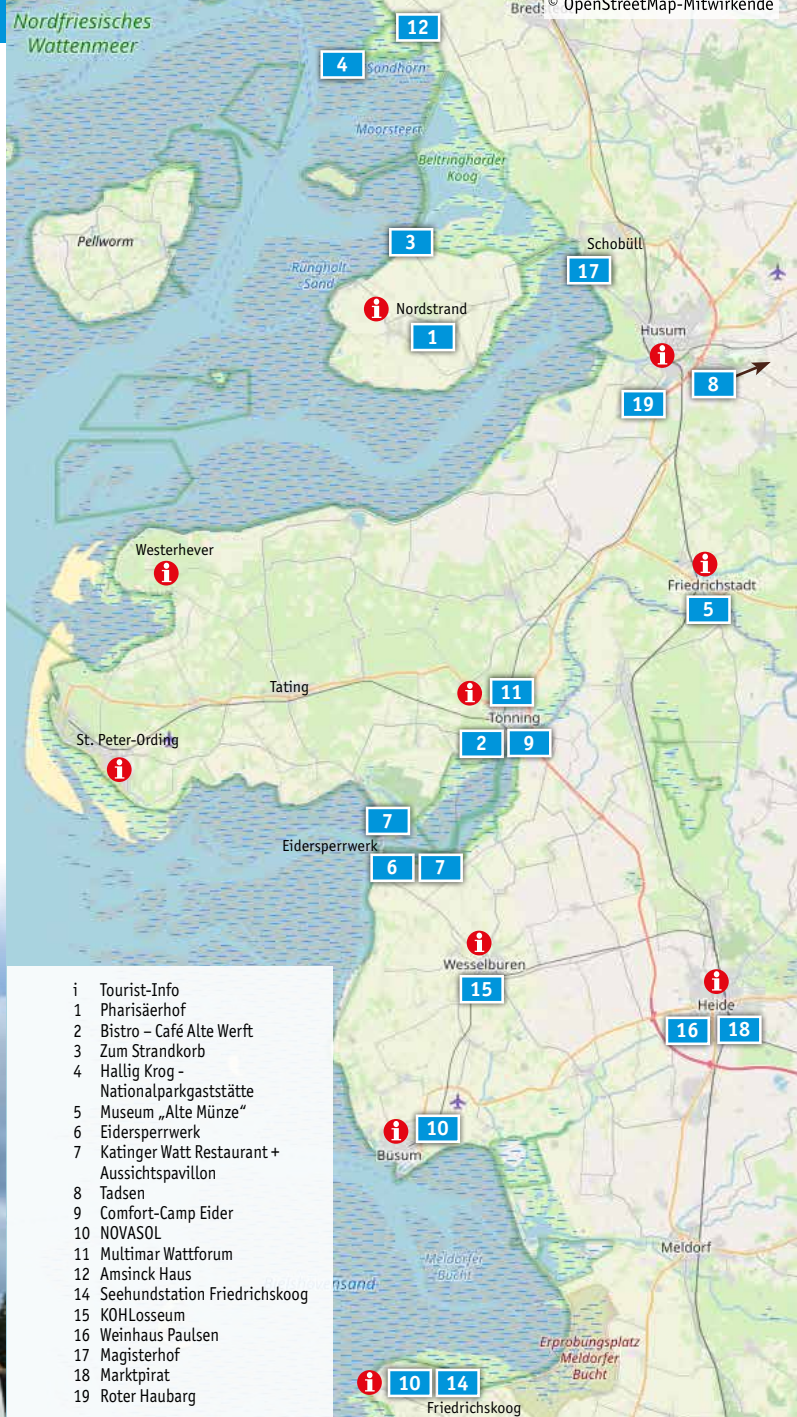 Nordfriesisches
Wattenmeer
© OpenStreetMap-Mitwirkende
12
4
Sandhörn
Moorsteert
Beltringharder
Koog
Pellworm
3
Schobüll
17
Rungholt
Sand
Nordstrand
1
Husum
8
19
Westerhever
Friedrichstadt
5
Tating
11
Tönning
2
9
St. Peter-Ording
7
Eidersperrwerk
6
7
Wesselburen
15
Heide
16
18
10
Büsum
Meldorf
Meldorfer
Bucht
Erprobungsplatz
Meldorfer
Bucht
10
14
Friedrichskoog
i Tourist-Info
1 Pharisäerhof
2 Bistro – Café Alte Werft
3 Zum Strandkorb
4 Hallig Krog -
Nationalparkgaststätte
5 Museum „Alte Münze“
6 Eidersperrwerk
7 Katinger Watt Restaurant +
Aussichtspavillon
8 Tadsen
9 Comfort-Camp Eider
10 NOVASOL
11 Multimar Wattforum
12 Amsinck Haus
14 Seehundstation Friedrichskoog
15 KOHLosseum
16 Weinhaus Paulsen
17 Magisterhof
18 Marktpirat
19 Roter Haubarg